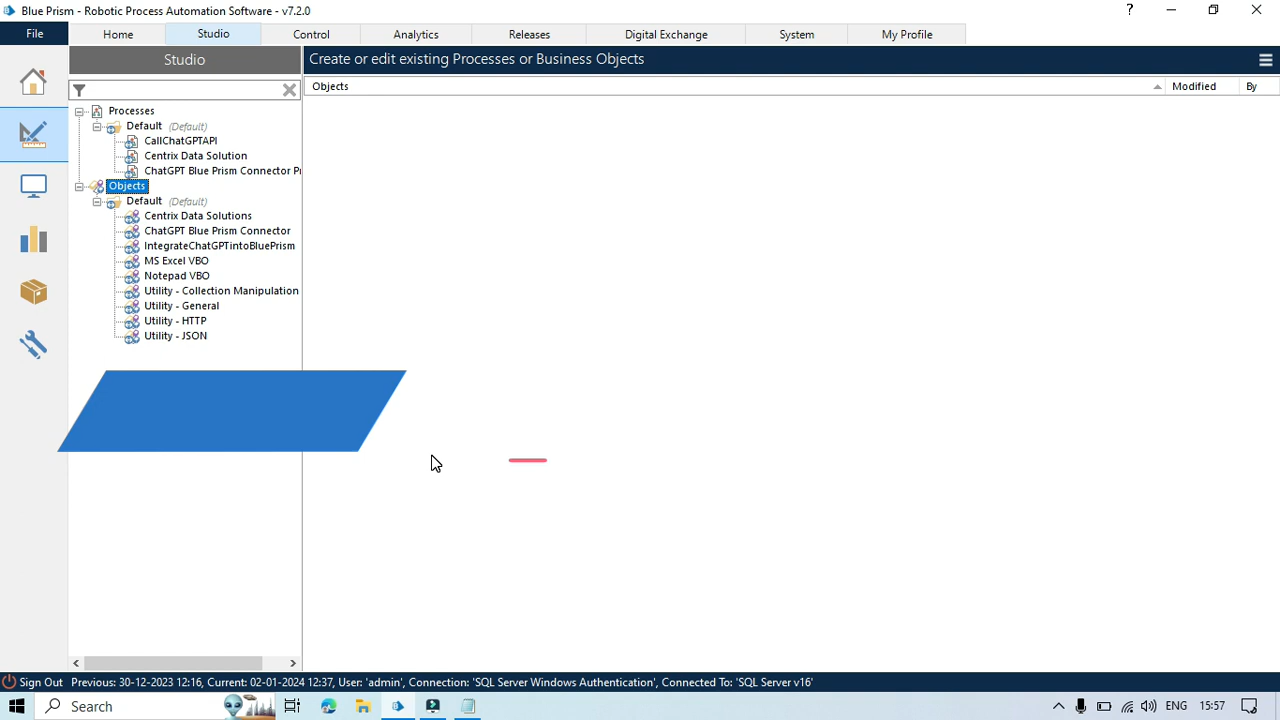 Blue Prism - Robotic Process Automation Software - v7.2.0
?
File
Home
Studio
Control
Analytics
Releases
Digital Exchange
System
My Profile
Studio
Create or edit existing Processes or Business Objects
Objects
Modified
By
Processes
Default (Default)
CallChatGPTAPI
Centrix Data Solution
ChatGPT Blue Prism Connector Pr
Objects
Default (Default)
Centrix Data Solutions
ChatGPT Blue Prism Connector
IntegrateChatGPTintoBluePrism
MS Excel VBO
Notepad VBO
Utility - Collection Manipulation
Utility - General
Utility - HTTP
Utility - JSON
Sign Out Previous: 30-12-2023 12:16, Current: 02-01-2024 12:37, User: 'admin', Connection: 'SQL Server Windows Authentication', Connected To: 'SQL Server v16'
Search
ENG
15:57